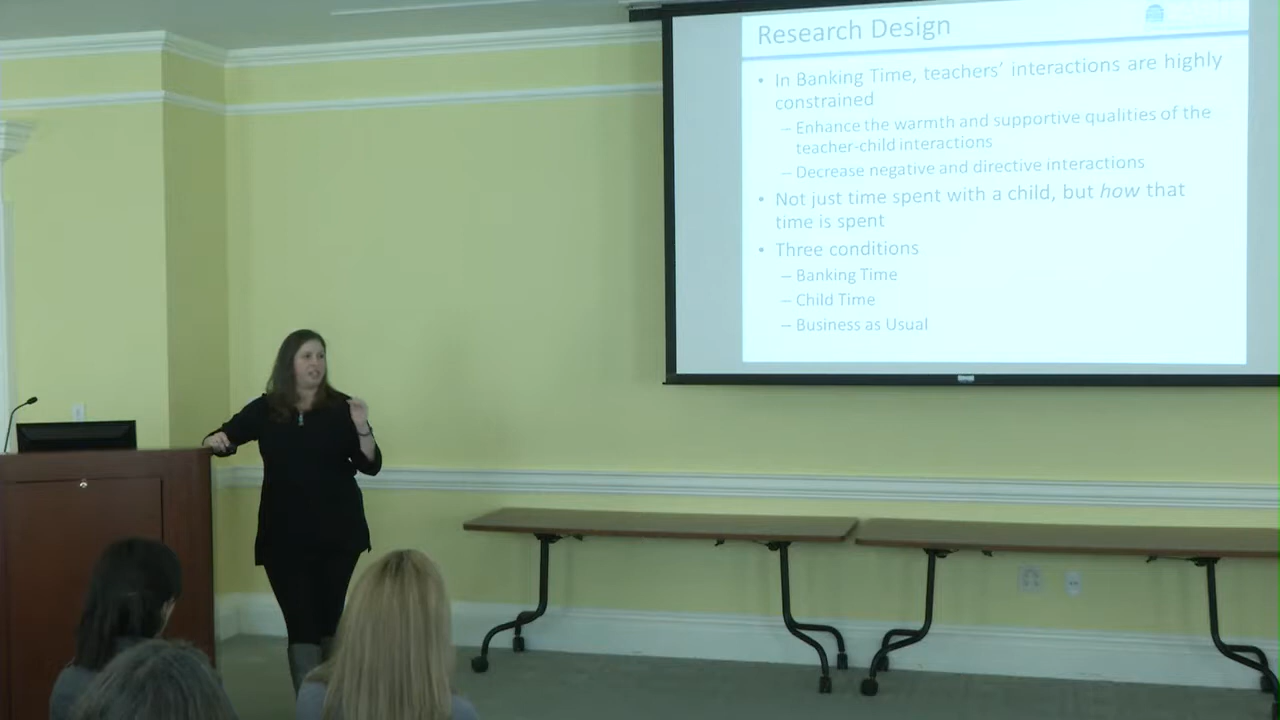 Research Design
• In Banking Time, teachers’ interactions are highly
constrained
– Enhance the warmth and supportive qualities of the
teacher-child interactions
– Decrease negative and directive interactions
• Not just time spent with a child, but how that
time is spent
• Three conditions
– Banking Time
– Child Time
– Business as Usual